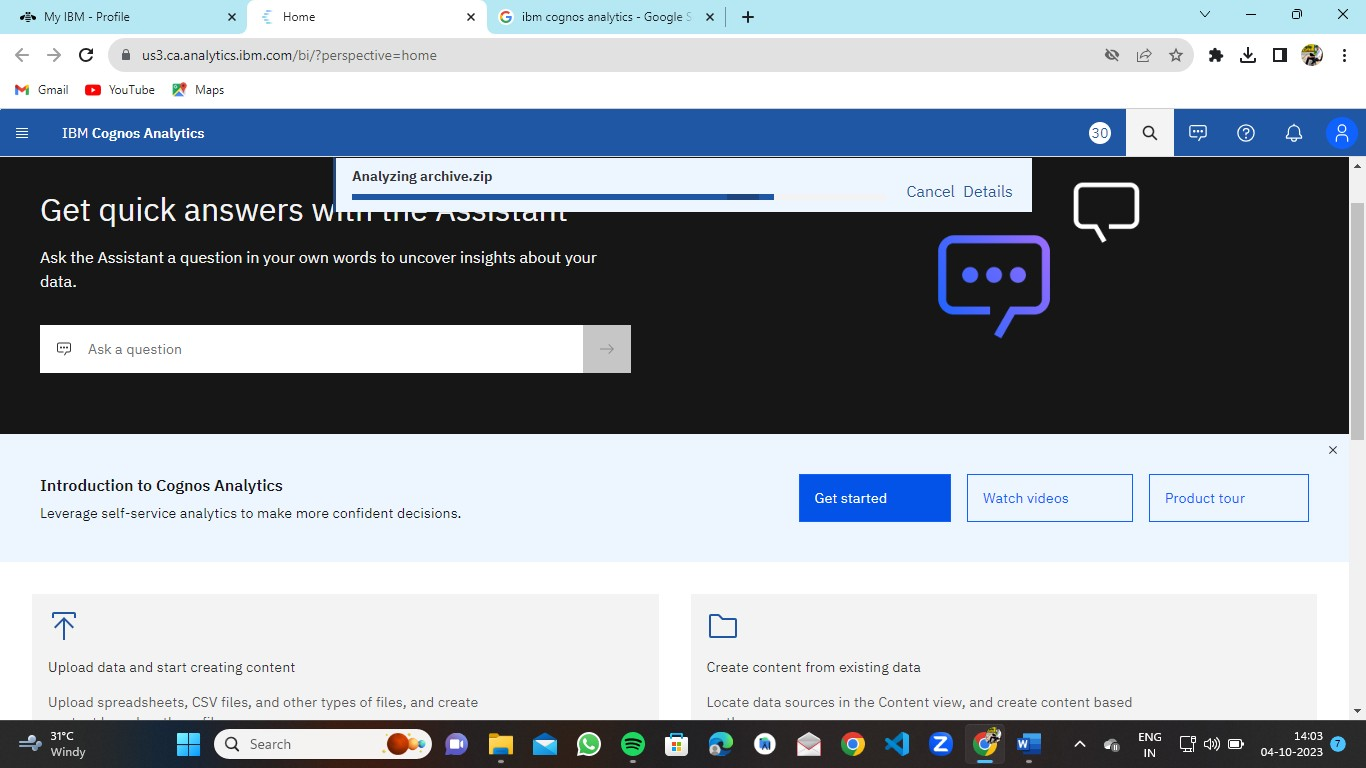 My IBM - Profile
Home
ibm cognos analytics - Google S
us3.ca.analytics.ibm.com/bi/?perspective=home
Gmail
YouTube
Maps
IBM Cognos Analytics
30
Analyzing archive.zip
Cancel Details
Get quick answers with the Assistant
Ask the Assistant a question in your own words to uncover insights about your
data.
Ask a question
Introduction to Cognos Analytics
Leverage self-service analytics to make more confident decisions.
Get started
Watch videos
Product tour
Upload data and start creating content
Upload spreadsheets, CSV files, and other types of files, and create
Create content from existing data
Locate data sources in the Content view, and create content based
31°C
Windy
Search
ENG
IN
14:03
04-10-2023
7